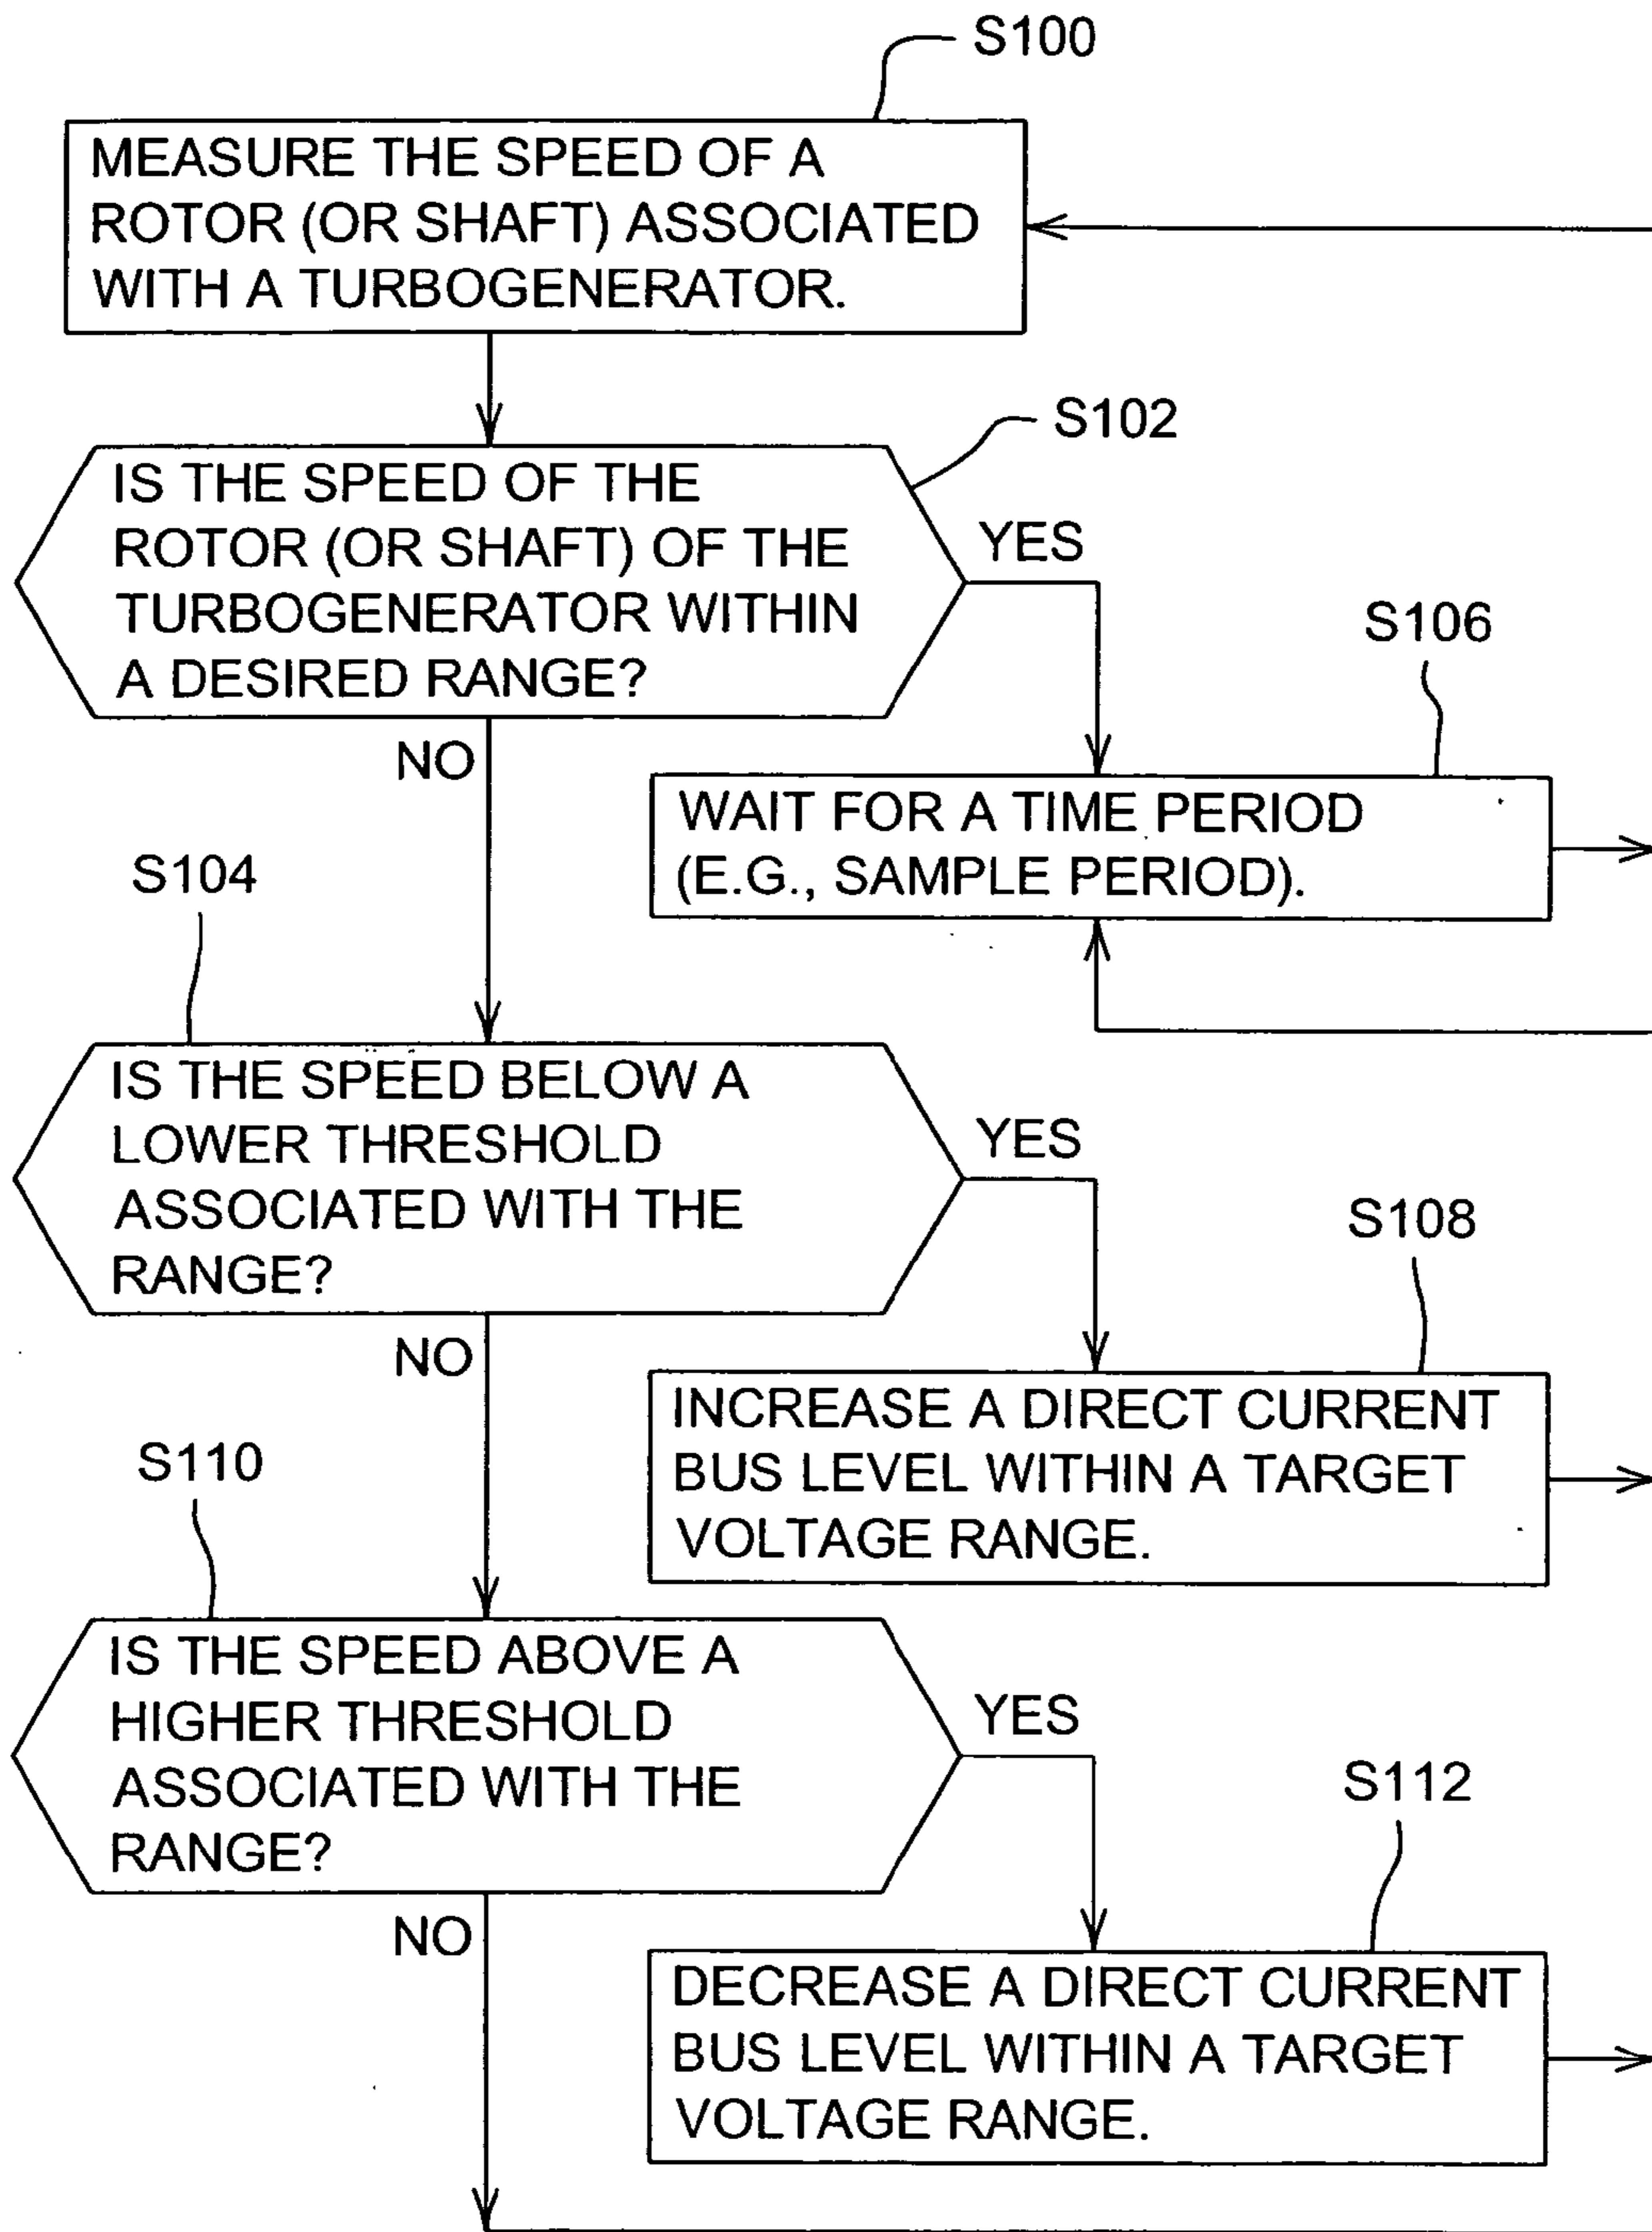 S100
MEASURE THE SPEED OF A
ROTOR (OR SHAFT) ASSOCIATED
WITH A TURBOGENERATOR.
S102
IS THE SPEED OF THE
ROTOR (OR SHAFT) OF THE
TURBOGENERATOR WITHIN
A DESIRED RANGE?
YES
NO
S106
WAIT FOR A TIME PERIOD
(E.G., SAMPLE PERIOD).
S104
IS THE SPEED BELOW A
LOWER THRESHOLD
ASSOCIATED WITH THE
RANGE?
YES
NO
S108
INCREASE A DIRECT CURRENT
BUS LEVEL WITHIN A TARGET
VOLTAGE RANGE.
S110
IS THE SPEED ABOVE A
HIGHER THRESHOLD
ASSOCIATED WITH THE
RANGE?
YES
NO
S112
DECREASE A DIRECT CURRENT
BUS LEVEL WITHIN A TARGET
VOLTAGE RANGE.